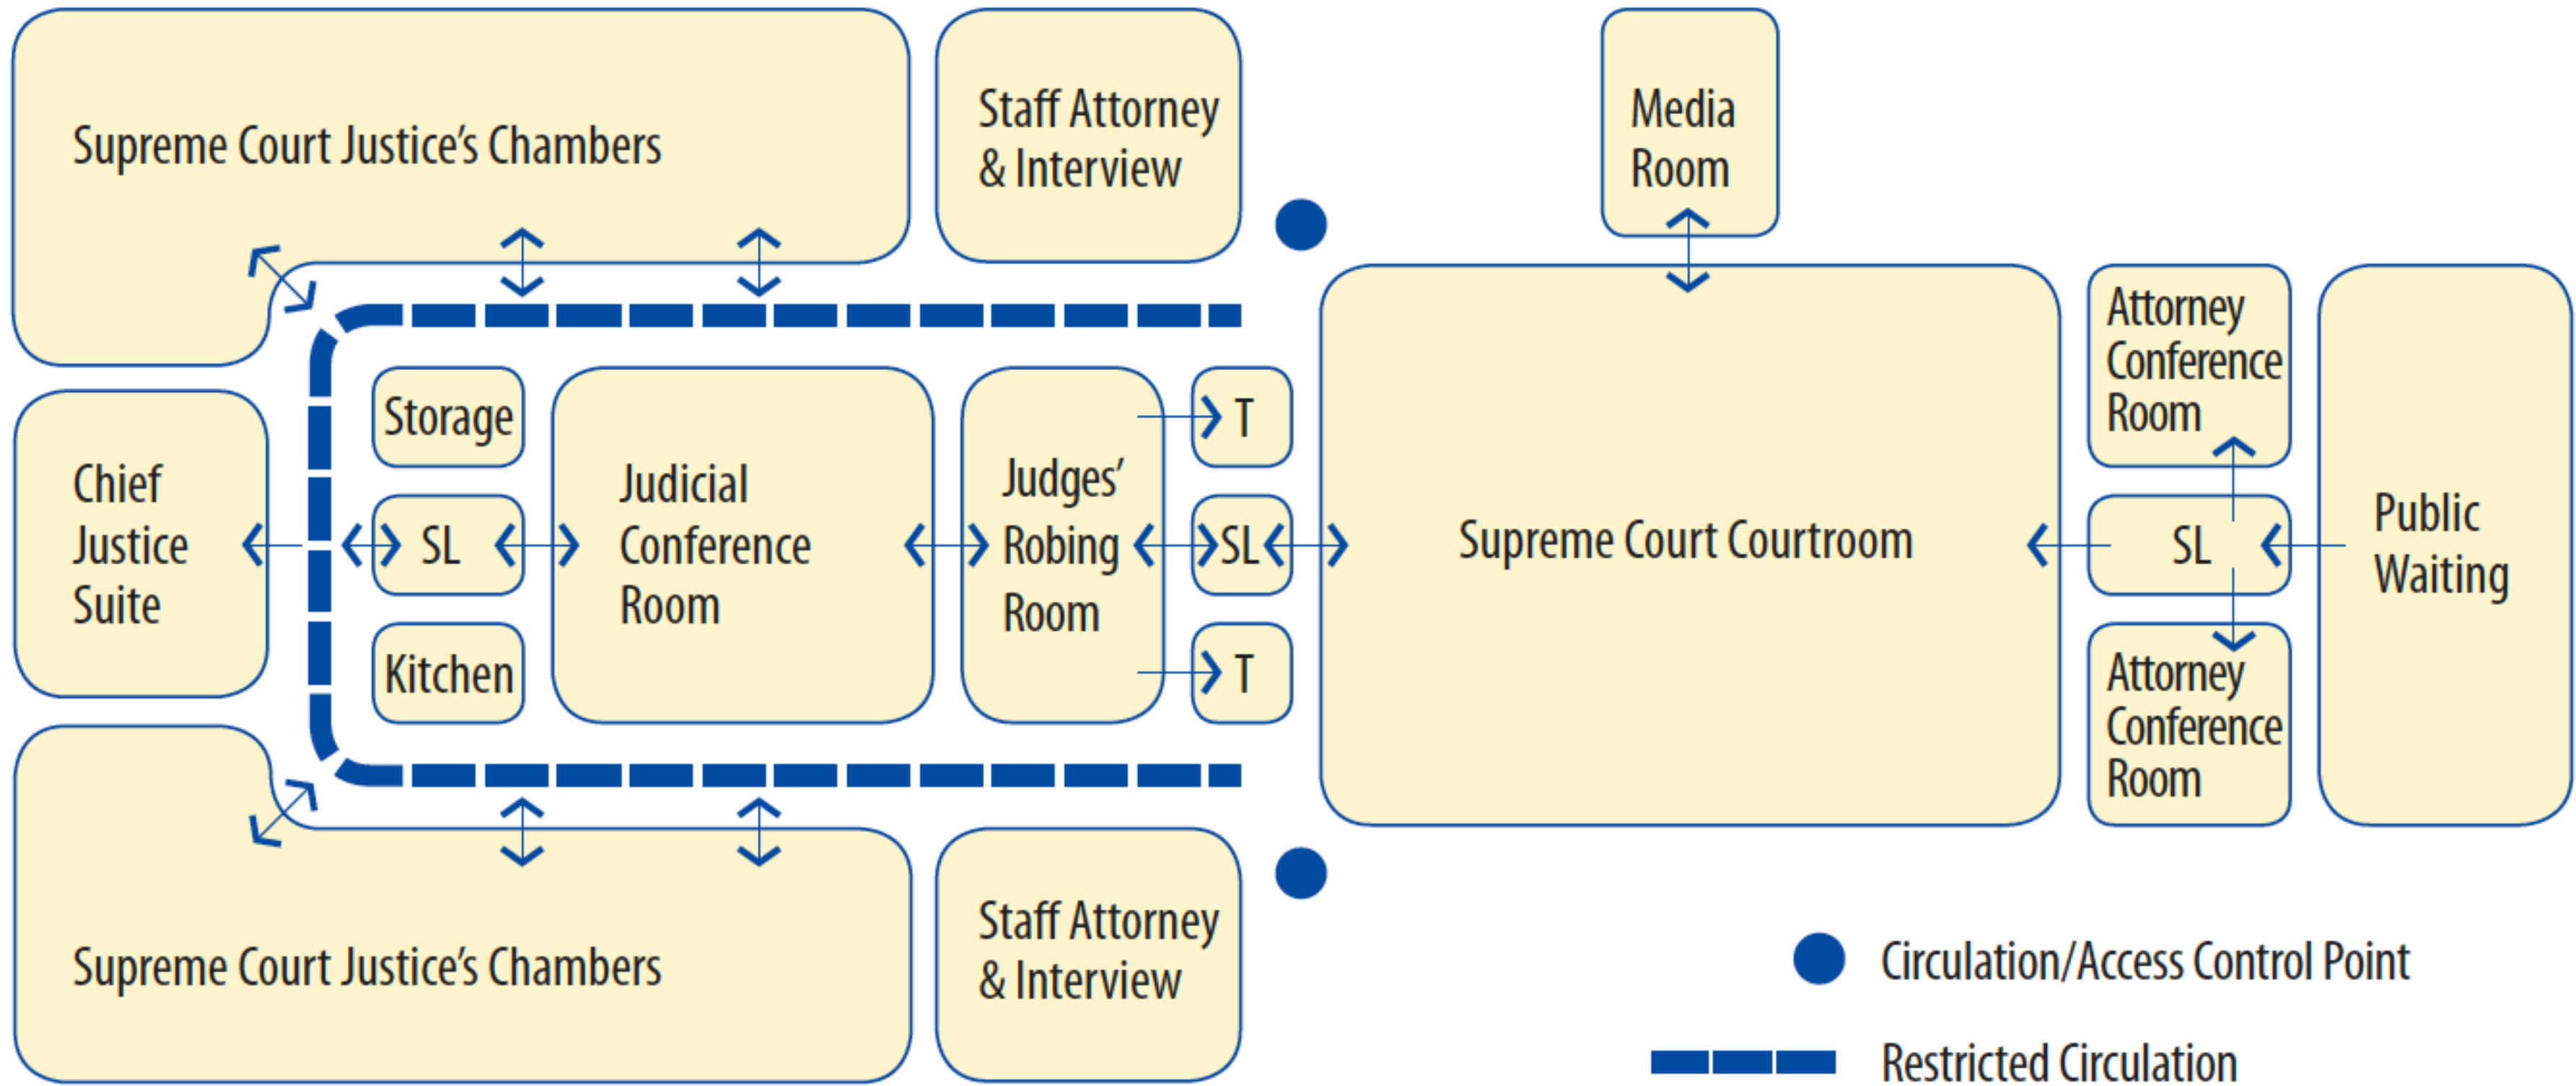 Supreme Court Justice's Chambers
Staff Attorney
& Interview
Media
Room
Storage
T
Chief
Justice
Suite
SL
Judicial
Conference
Room
Judges'
Robing
Room
SL
Supreme Court Courtroom
Attorney
Conference
Room
SL
Public
Waiting
Kitchen
T
Attorney
Conference
Room
Supreme Court Justice's Chambers
Staff Attorney
& Interview
Circulation/Access Control Point
Restricted Circulation